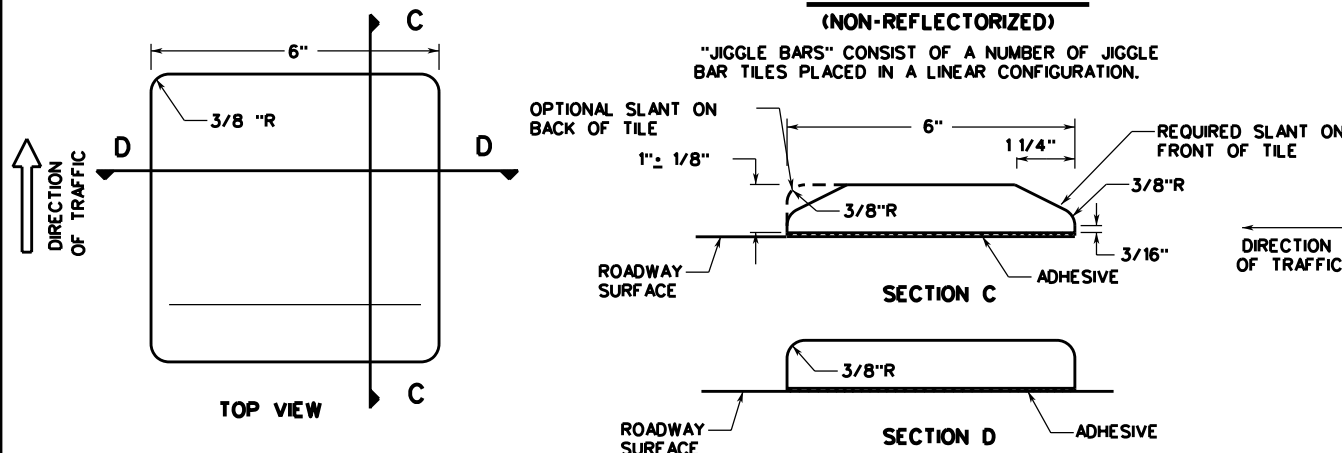 C
6"
3/8 "R
D
D
DIRECTION
OF TRAFFIC
C
TOP VIEW
(NON-REFLECTORIZED)
"JIGGLE BARS" CONSIST OF A NUMBER OF JIGGLE
BAR TILES PLACED IN A LINEAR CONFIGURATION.
OPTIONAL SLANT ON
BACK OF TILE
6"
1"± 1/8"
1 1/4"
REQUIRED SLANT ON
FRONT OF TILE
3/8"R
3/8"R
3/16"
ROADWAY
SURFACE
ADHESIVE
DIRECTION
OF TRAFFIC
SECTION C
3/8"R
ROADWAY
SURFACE
ADHESIVE
SECTION D